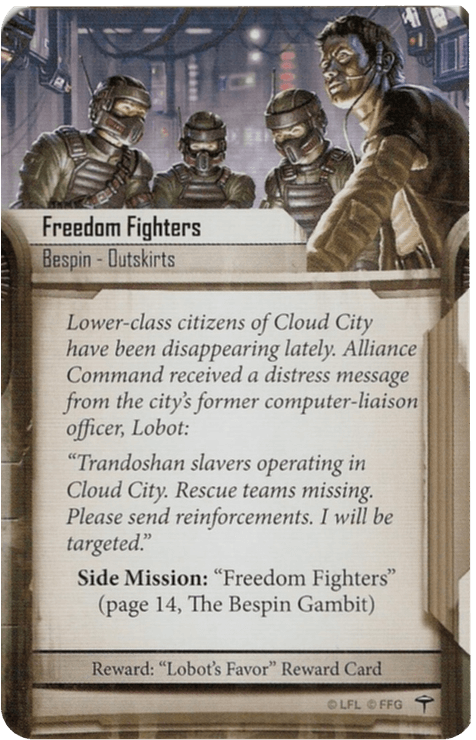 Freedom Fighters
Bespin - Outskirts
Lower-class citizens of Cloud City
have been disappearing lately. Alliance
Command received a distress message
from the city's former computer-liaison
officer, Lobot:
“Trandoshan slavers operating in
Cloud City. Rescue teams missing.
Please send reinforcements. I will be
targeted.”
Side Mission: “Freedom Fighters”
(page 14, The Bespin Gambit)
Reward: “Lobot's Favor” Reward Card
© LFL © FFG